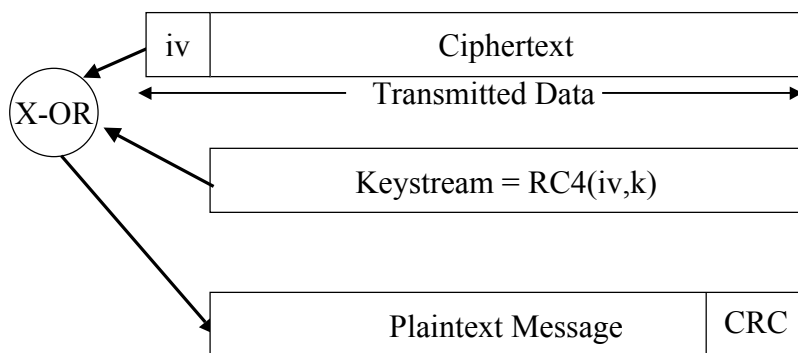 iv
Ciphertext
X-OR
Transmitted Data
Keystream = RC4(iv,k)
Plaintext Message
CRC